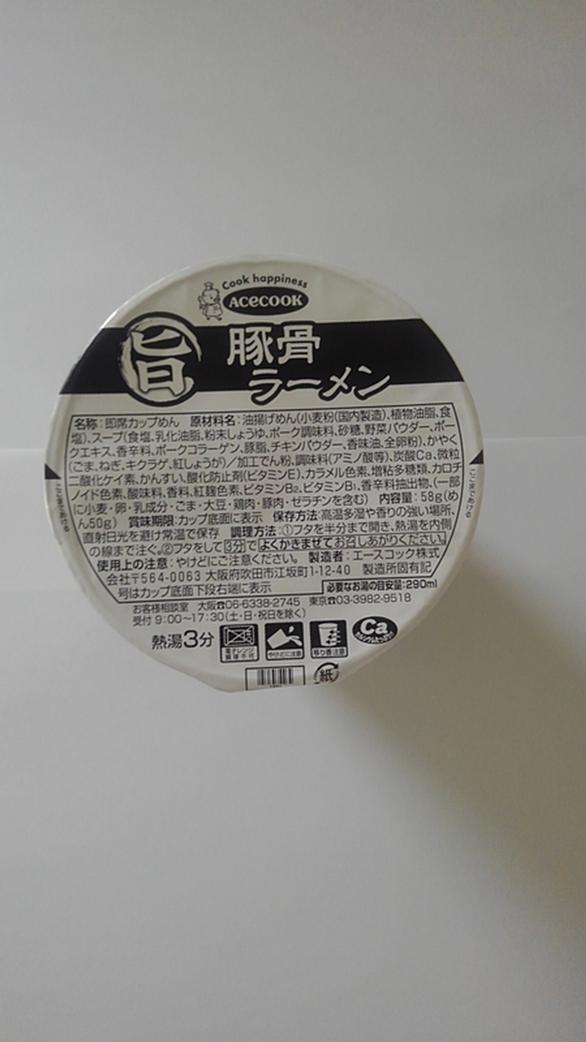 Cook happiness
ACECOOK
旨 豚骨
ラーメン
名称:即席カップめん 原材料名:油揚げめん(小麦粉(国内製造)、植物油脂、食
塩)、スープ(食塩、乳化油脂、粉末しょうゆ、ポーク調味料、砂糖、野菜パウダー、ポー
クエキス、香辛料、ポークコラーゲン、豚脂、チキンパウダー、香味油、全卵粉)、かやく
(ごま、ねぎ、キクラゲ、紅しょうが)/加工でん粉、調味料(アミノ酸等)、炭酸Ca、微粒
二酸化ケイ素、かんすい、酸化防止剤(ビタミンE)、カラメル色素、増粘多糖類、カロチ
ノイド色素、酸味料、香料、紅麹色素、ビタミンB₂、ビタミンB₁、香辛料抽出物、(一部
に小麦・卵・乳成分・ごま・大豆・鶏肉・豚肉・ゼラチンを含む) 内容量:58g(め
ん50g) 賞味期限:カップ底面に表示 保存方法:高温多湿や香りの強い場所、
直射日光を避け常温で保存 調理方法:①フタを半分まで開き、熱湯を内側
の線まで注ぐ。②フタをして3分でよくかきまぜてお召しあがりください。
使用上の注意:やけどにご注意ください。 製造者:エースコック株式
会社〒564-0063 大阪府吹田市江坂町1-12-40 製造所固有記
号はカップ底面下段右端に表示 必要なお湯の目安量:290ml
お客様相談室 大阪☎06-6338-2745 東京☎03-3982-9518
受付 9:00~17:30(土・日・祝日を除く)
熱湯3分 電子レンジ調理不可 やけどに注意 移り香注意 Ca
紙